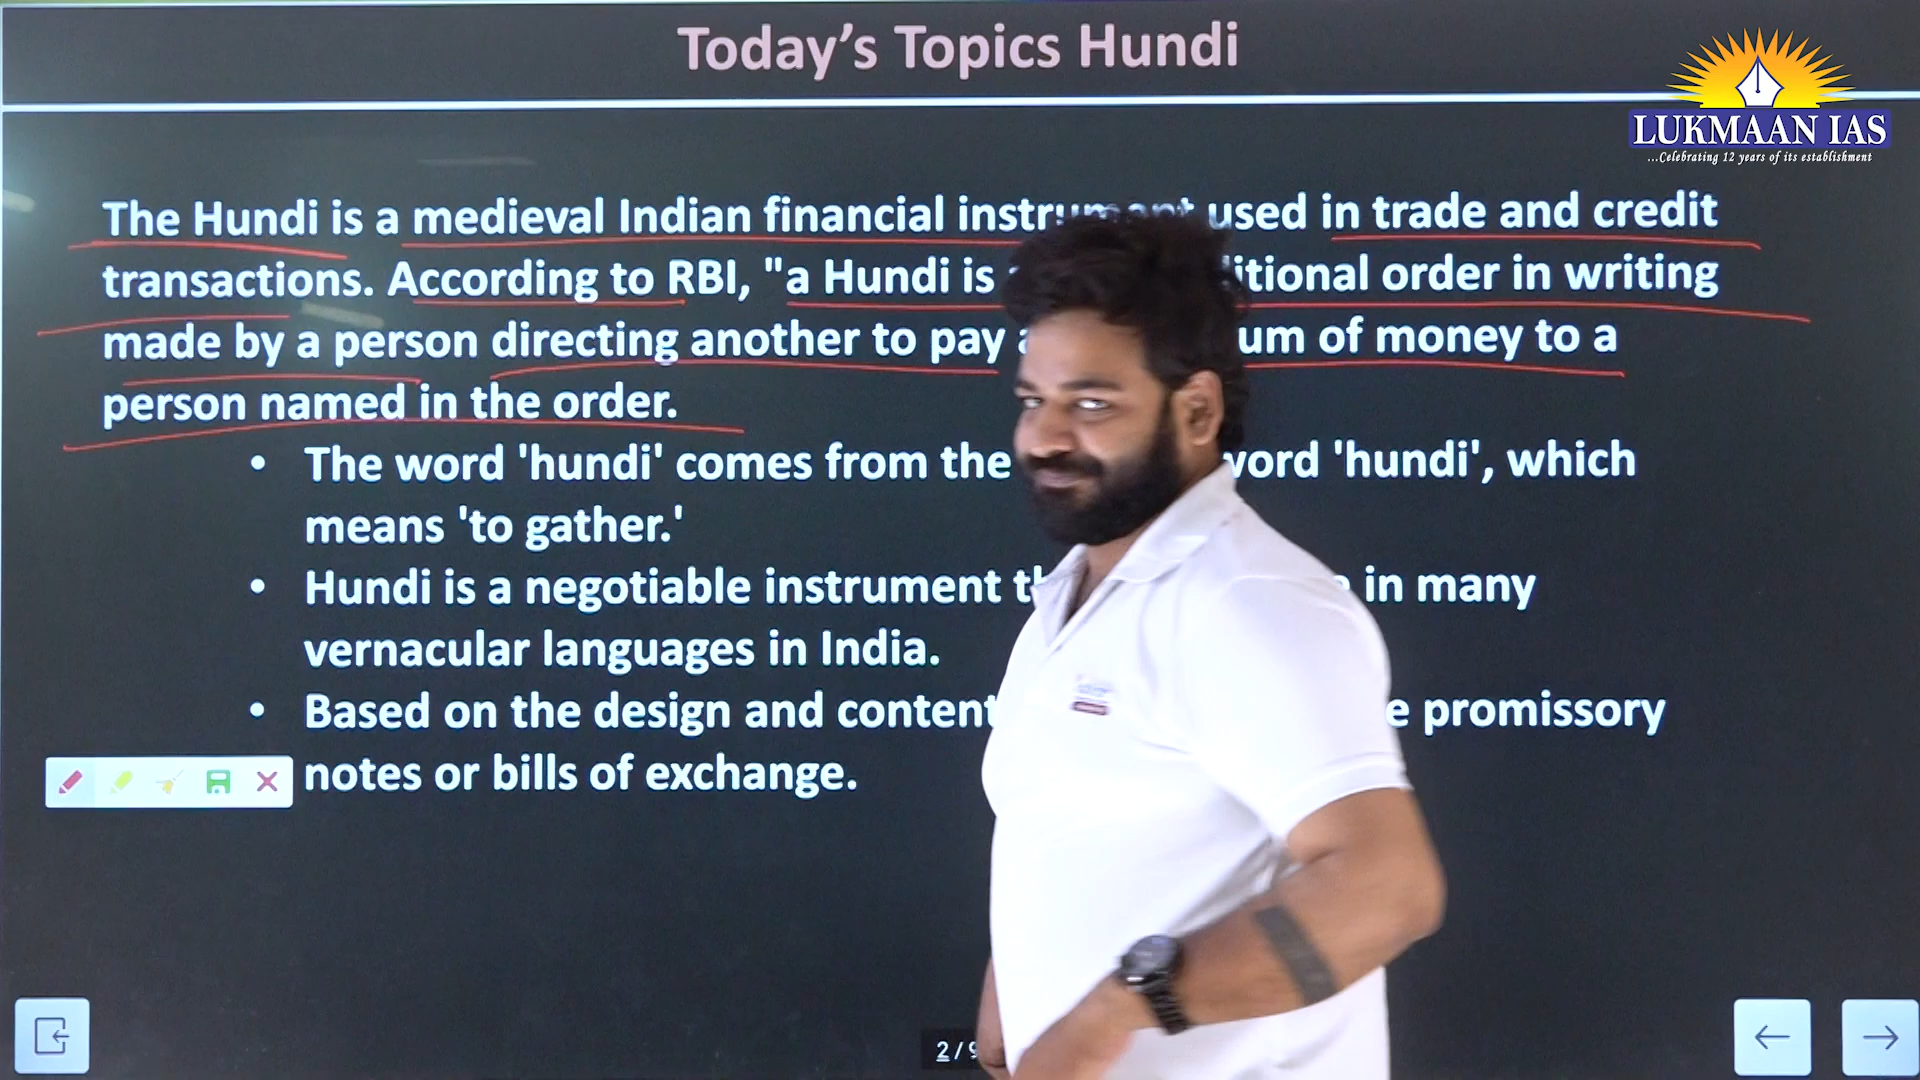 Today's Topics Hundi
LUKMAAN IAS
...Celebrating 12 years of its establishment
The Hundi is a medieval Indian financial instrument used in trade and credit
transactions. According to RBI, "a Hundi is itional order in writing
made by a person directing another to pay um of money to a
person named in the order.
• The word 'hundi' comes from the word 'hundi', which
means 'to gather.'
• Hundi is a negotiable instrument in many
vernacular languages in India.
• Based on the design and content promissory
notes or bills of exchange.
2/9